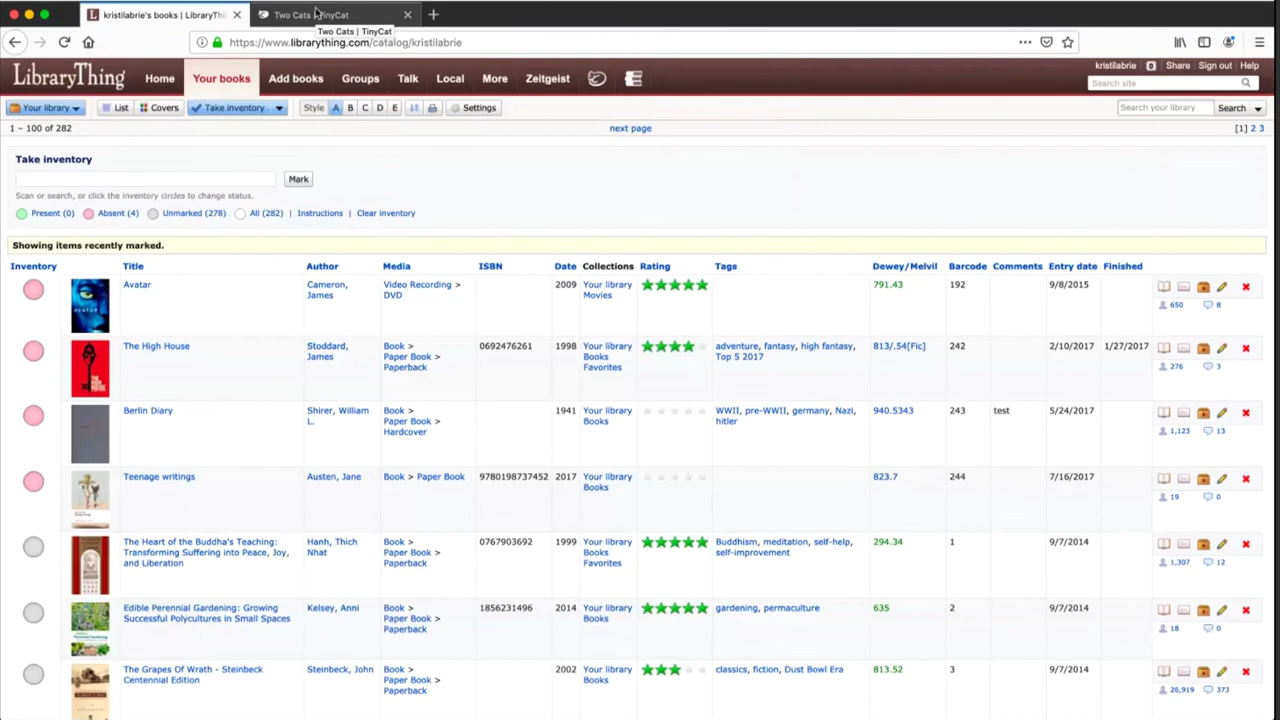 kristilabrie's books | LibraryThi
Two Cats | TinyCat
Two Cats | TinyCat
https://www.librarything.com/catalog/kristilabrie
LibraryThing
Home Your books Add books Groups Talk Local More Zeitgeist
kristilabrie 0 Share Sign out Help
Search site
Your library List Covers Take inventory Style A B C D E Settings
Search your library Search
1 – 100 of 282 next page [1] 2 3
Take inventory
Mark
Scan or search, or click the inventory circles to change status.
Present (0) Absent (4) Unmarked (278) All (282) | Instructions | Clear inventory
Showing items recently marked.
Inventory Title Author Media ISBN Date Collections Rating Tags Dewey/Melvil Barcode Comments Entry date Finished
Avatar Cameron, Video Recording > 2009 Your library 791.43 192 9/8/2015
James DVD Movies 650 8
The High House Stoddard, Book > 0692476261 1998 Your library adventure, fantasy, high fantasy, 813/.54[Fic] 242 2/10/2017 1/27/2017
James Paper Book > Books Top 5 2017
Paperback Favorites 276 3
Berlin Diary Shirer, William Book > 1941 Your library WWII, pre-WWII, germany, Nazi, 940.5343 243 test 5/24/2017
L. Paper Book > Books hitler
Hardcover 1,123 13
Teenage writings Austen, Jane Book > Paper Book 9780198737452 2017 Your library 823.7 244 7/16/2017
Books 19 0
The Heart of the Buddha's Teaching: Hanh, Thich Book > 0767903692 1999 Your library Buddhism, meditation, self-help, 294.34 1 9/7/2014
Transforming Suffering into Peace, Joy, Nhat Paper Book > Books self-improvement
and Liberation Paperback Favorites 1,307 12
Edible Perennial Gardening: Growing Kelsey, Anni Book > 1856231496 2014 Your library gardening, permaculture 635 2 9/7/2014
Successful Polycultures in Small Spaces Paper Book > Books
Paperback 18 0
The Grapes Of Wrath - Steinbeck Steinbeck, John Book > 2002 Your library classics, fiction, Dust Bowl Era 813.52 3 9/7/2014
Centennial Edition Paper Book > Books
Paperback 26,919 373